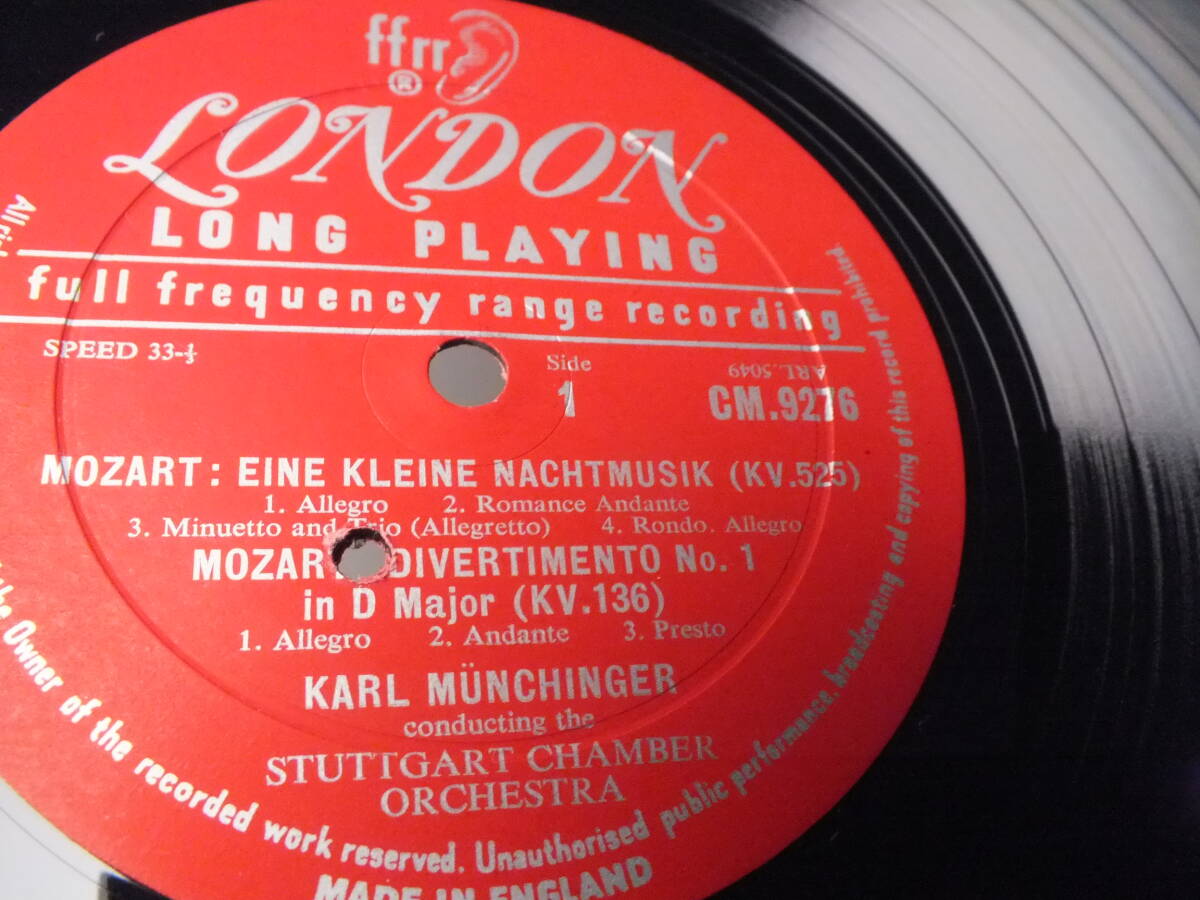 ffrr
®
LONDON
LONG PLAYING
full frequency range recording
SPEED 33-⅓
Side
1
ARL.5049
CM.9276
MOZART: EINE KLEINE NACHTMUSIK (KV.525)
1. Allegro 2. Romance Andante
3. Minuetto and Trio (Allegretto) 4. Rondo. Allegro
MOZART DIVERTIMENTO No. 1
in D Major (KV.136)
1. Allegro 2. Andante 3. Presto
KARL MÜNCHINGER
conducting the
STUTTGART CHAMBER
ORCHESTRA
All
the Owner of the recorded work reserved. Unauthorised public performance, broadcasting and copying of this record prohibited.
MADE IN ENGLAND